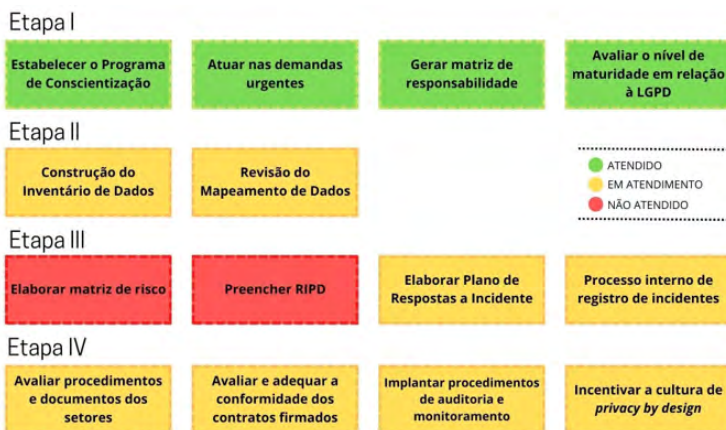 Etapa I
Estabelecer o Programa
de Conscientização
Atuar nas demandas
urgentes
Gerar matriz de
responsabilidade
Avaliar o nível de
maturidade em relação
à LGPD
Etapa II
Construção do
Inventário de Dados
Revisão do
Mapeamento de Dados
ATENDIDO
EM ATENDIMENTO
NÃO ATENDIDO
Etapa III
Elaborar matriz de risco
Preencher RIPD
Elaborar Plano de
Respostas a Incidente
Processo interno de
registro de incidentes
Etapa IV
Avaliar procedimentos
e documentos dos
setores
Avaliar e adequar a
conformidade dos
contratos firmados
Implantar procedimentos
de auditoria e
monitoramento
Incentivar a cultura de
privacy by design